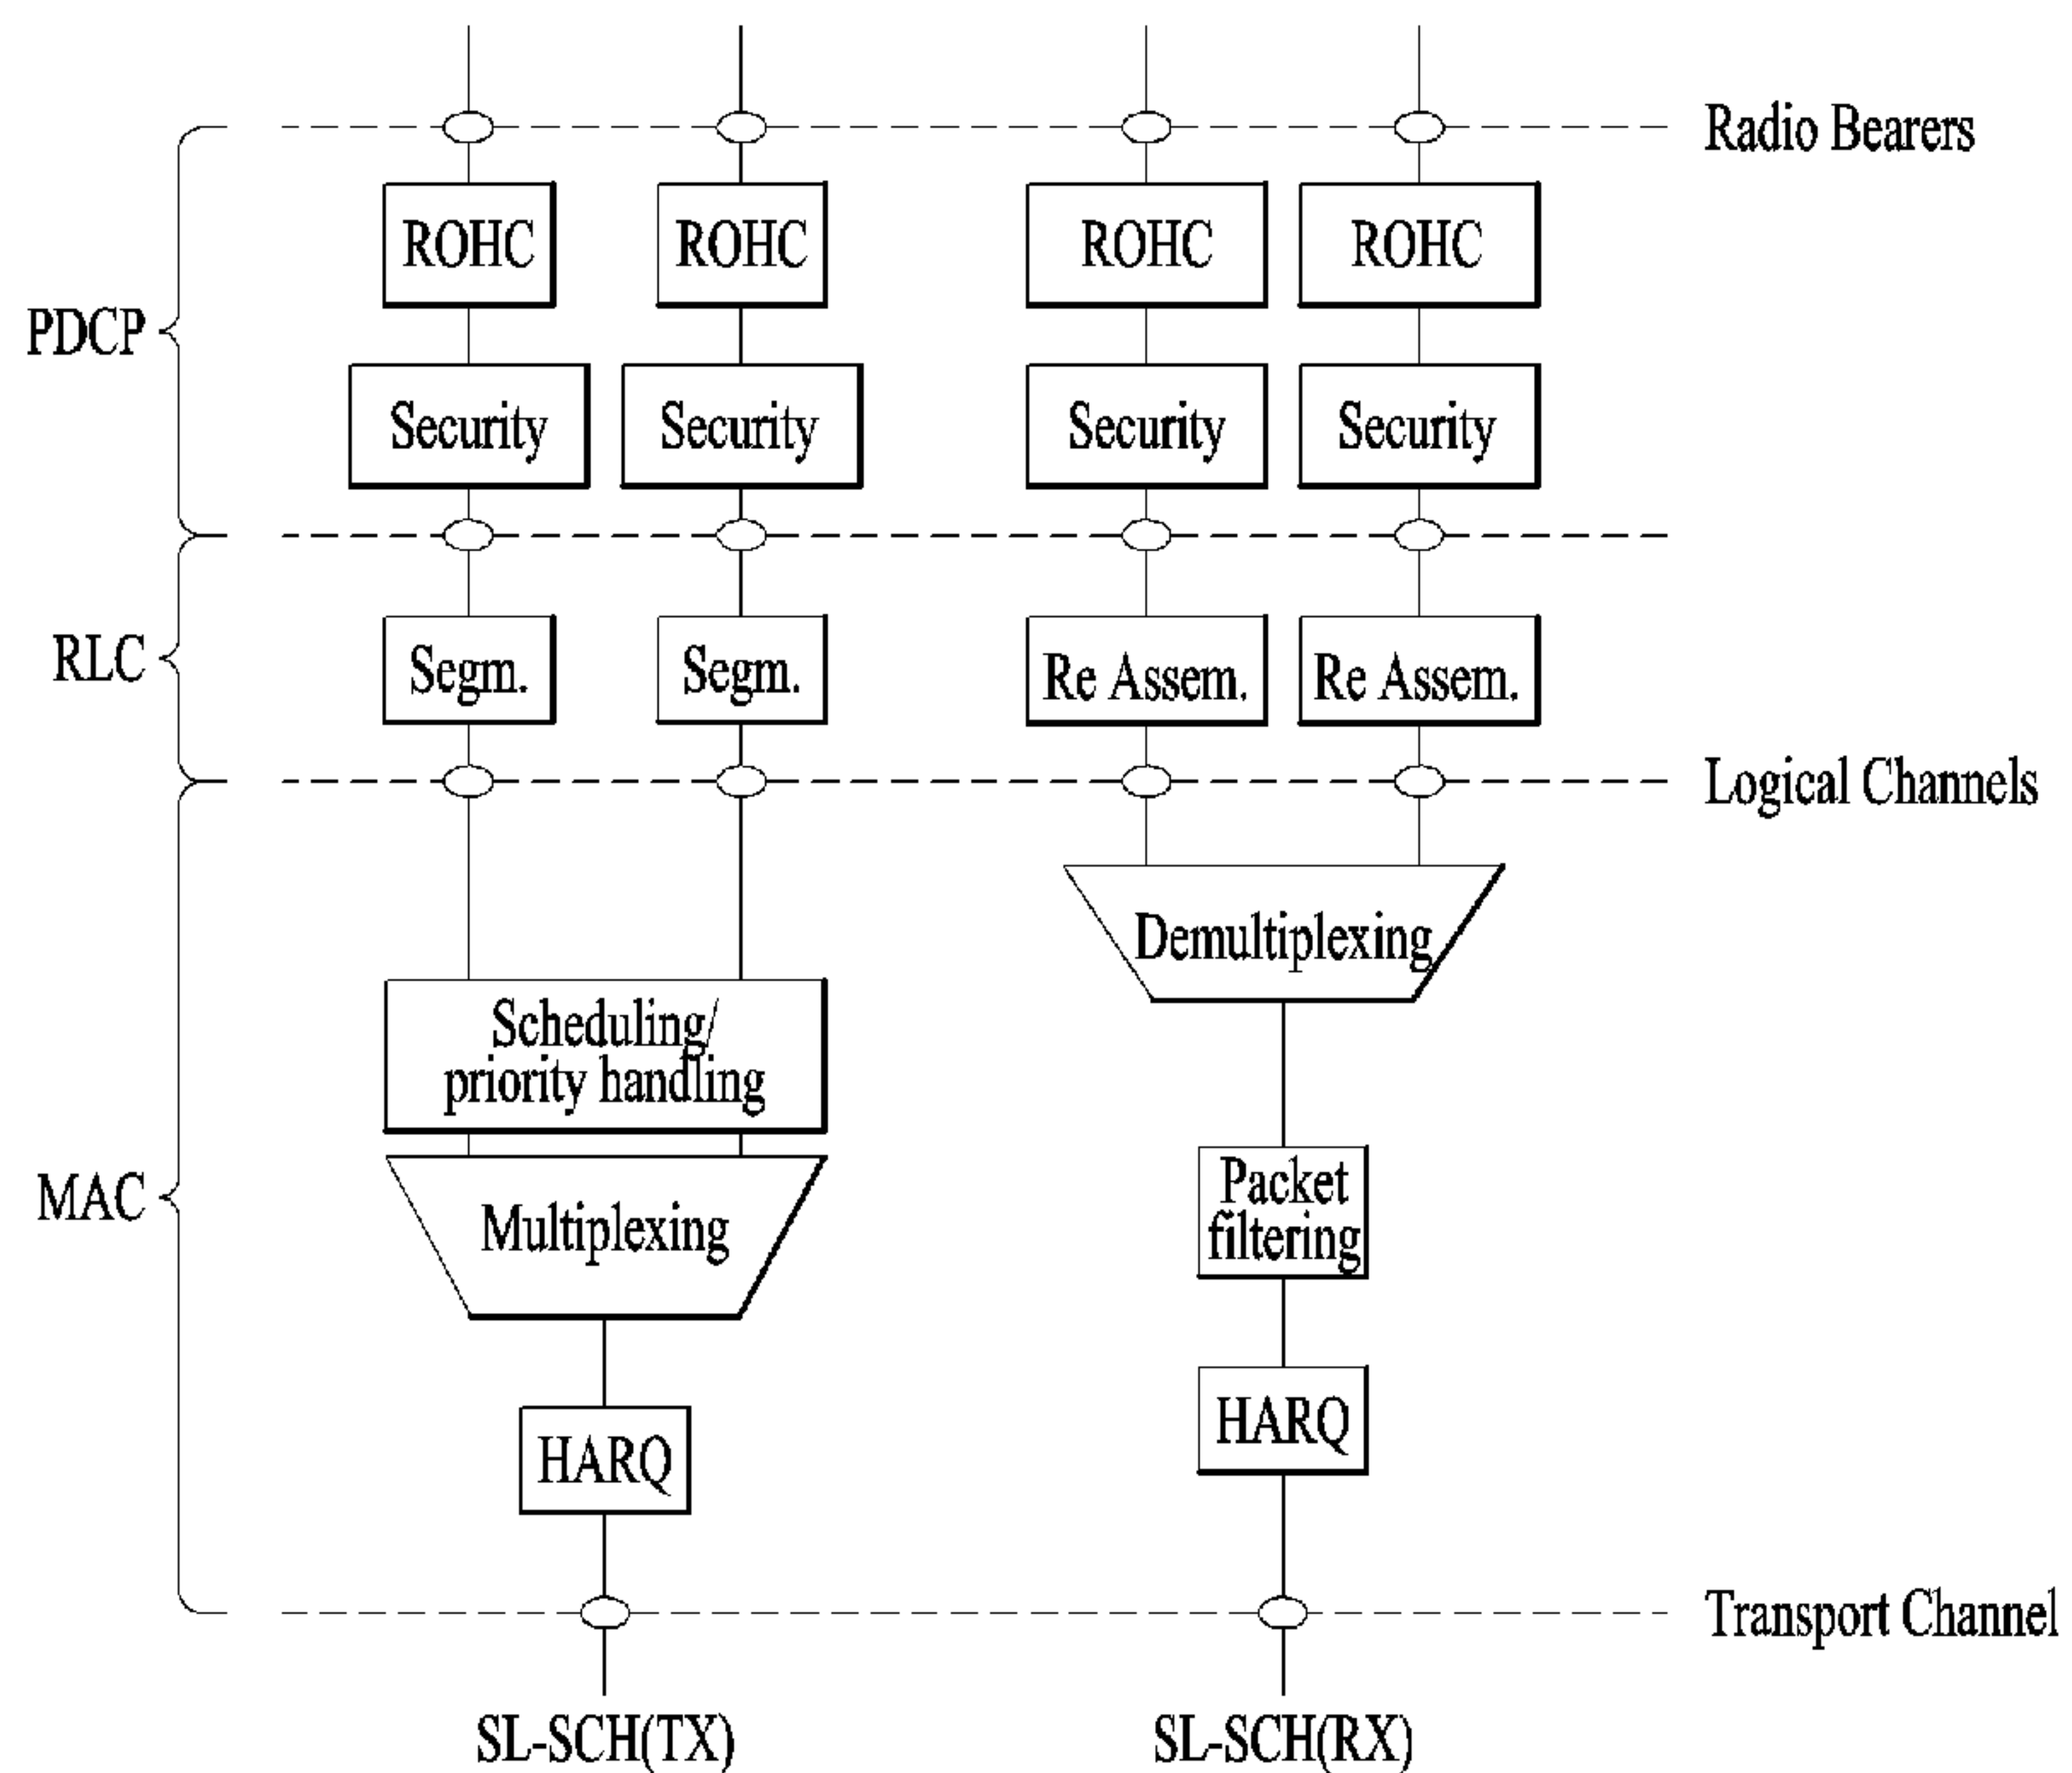 Radio Bearers
ROHC
ROHC
ROHC
ROHC
PDCP
Security
Security
Security
Security
RLC
Segm.
Segm.
Re Assem.
Re Assem.
Logical Channels
Demultiplexing
Scheduling/
priority handling
MAC
Multiplexing
Packet
filtering
HARQ
HARQ
Transport Channel
SL-SCH(TX)
SL-SCH(RX)